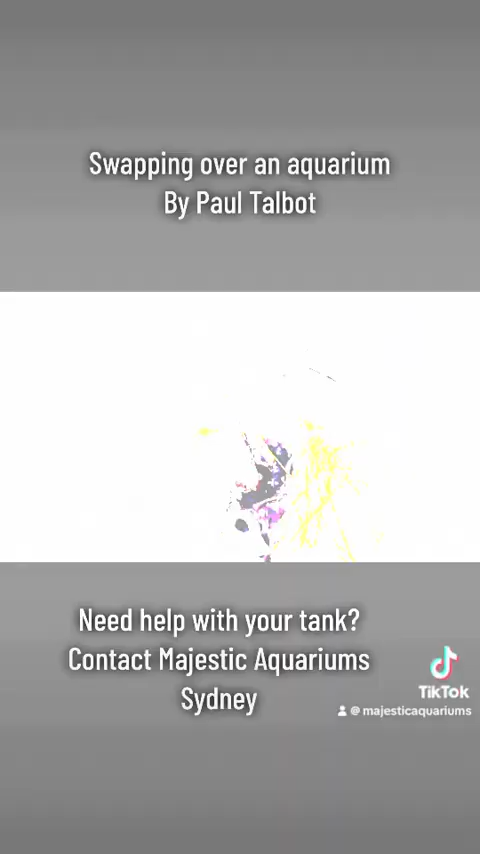 Swapping over an aquarium
By Paul Talbot
Need help with your tank?
Contact Majestic Aquariums
Sydney
TikTok
@ majesticaquariums